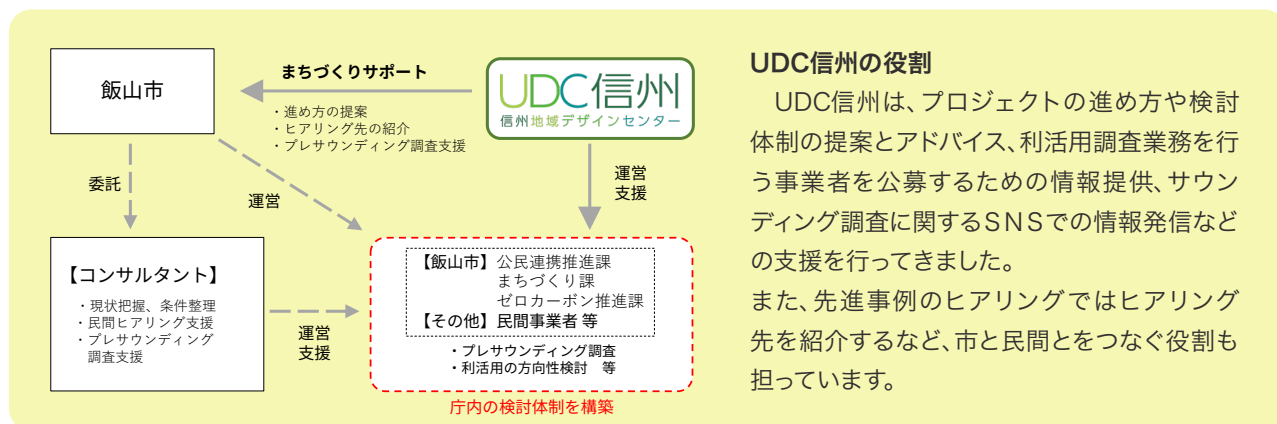 飯山市
まちづくりサポート
・進め方の提案
・ヒアリング先の紹介
・プレサウンディング調査支援
UDC信州
信州地域デザインセンター
委託
運営
運営
支援
【コンサルタント】
・現状把握、条件整理
・民間ヒアリング支援
・プレサウンディング
調査支援
運営
支援
【飯山市】公民連携推進課
まちづくり課
ゼロカーボン推進課
【その他】民間事業者 等
・プレサウンディング調査
・利活用の方向性検討　等
庁内の検討体制を構築
UDC信州の役割
　UDC信州は、プロジェクトの進め方や検討
体制の提案とアドバイス、利活用調査業務を行
う事業者を公募するための情報提供、サウン
ディング調査に関するSNSでの情報発信など
の支援を行ってきました。
また、先進事例のヒアリングではヒアリング
先を紹介するなど、市と民間とをつなぐ役割も
担っています。